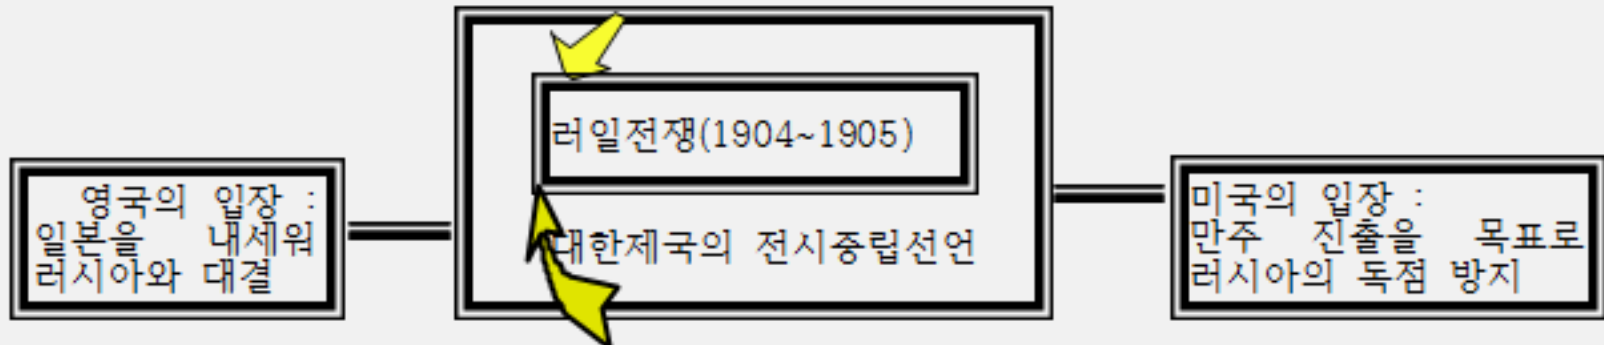 영국의 입장 :
일본을 내세워
러시아와 대결
러일전쟁(1904~1905)
대한제국의 전시중립선언
미국의 입장 :
만주 진출을 목표로
러시아의 독점 방지